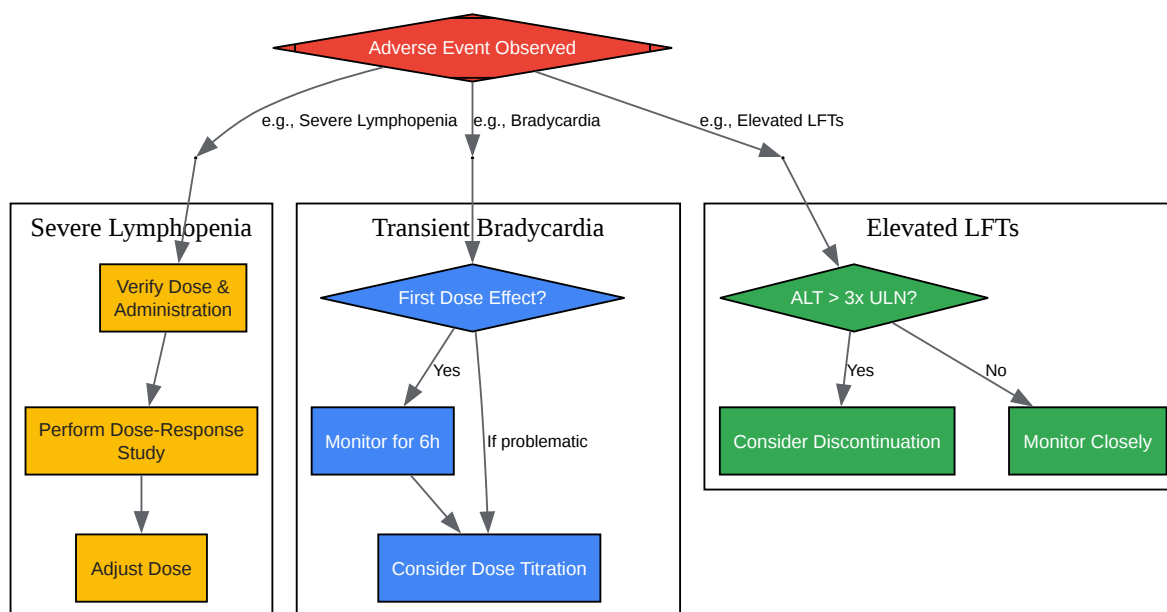 Adverse Event Observed
e.g., Severe Lymphopenia
e.g., Bradycardia
e.g., Elevated LFTs
Severe Lymphopenia
Verify Dose &
Administration
Perform Dose-Response
Study
Adjust Dose
Transient Bradycardia
First Dose Effect?
Yes
Monitor for 6h
If problematic
Consider Dose Titration
Elevated LFTs
ALT > 3x ULN?
Yes
No
Consider Discontinuation
Monitor Closely